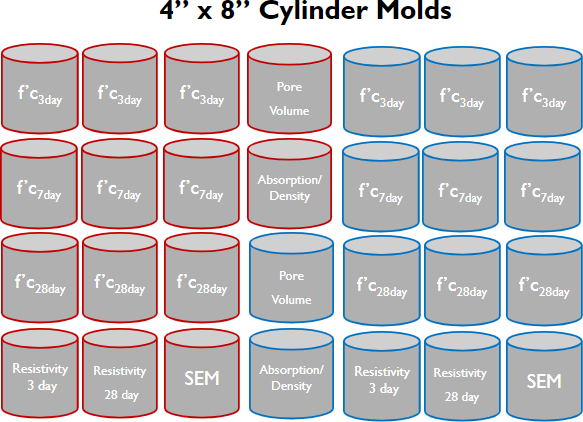 4” x 8” Cylinder Molds
f’c3day f’c3day f’c3day Pore Volume f’c3day f’c3day f’c3day
f’c7day f’c7day f’c7day Absorption/ Density f’c7day f’c7day f’c7day
f’c28day f’c28day f’c28day Pore Volume f’c28day f’c28day f’c28day
Resistivity 3 day Resistivity 28 day SEM Absorption/ Density Resistivity 3 day Resistivity 28 day SEM